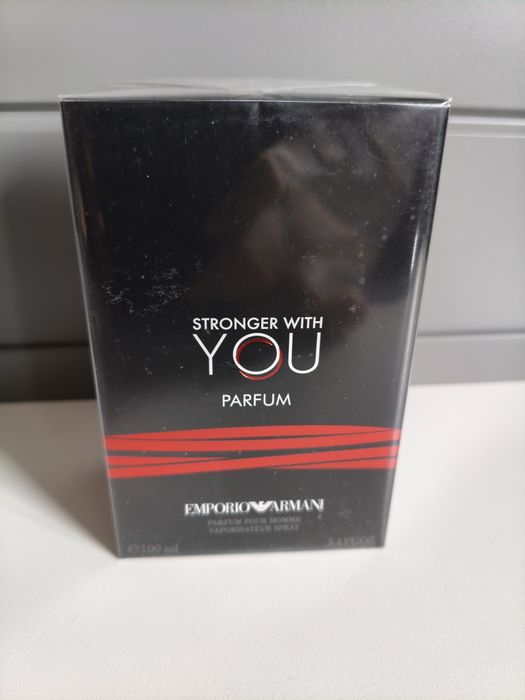 STRONGER WITH
YOU
PARFUM
EMPORIO ARMANI
PARFUM POUR HOMME
VAPORISATEUR SPRAY
℮100 ml 3.4 FL.OZ.